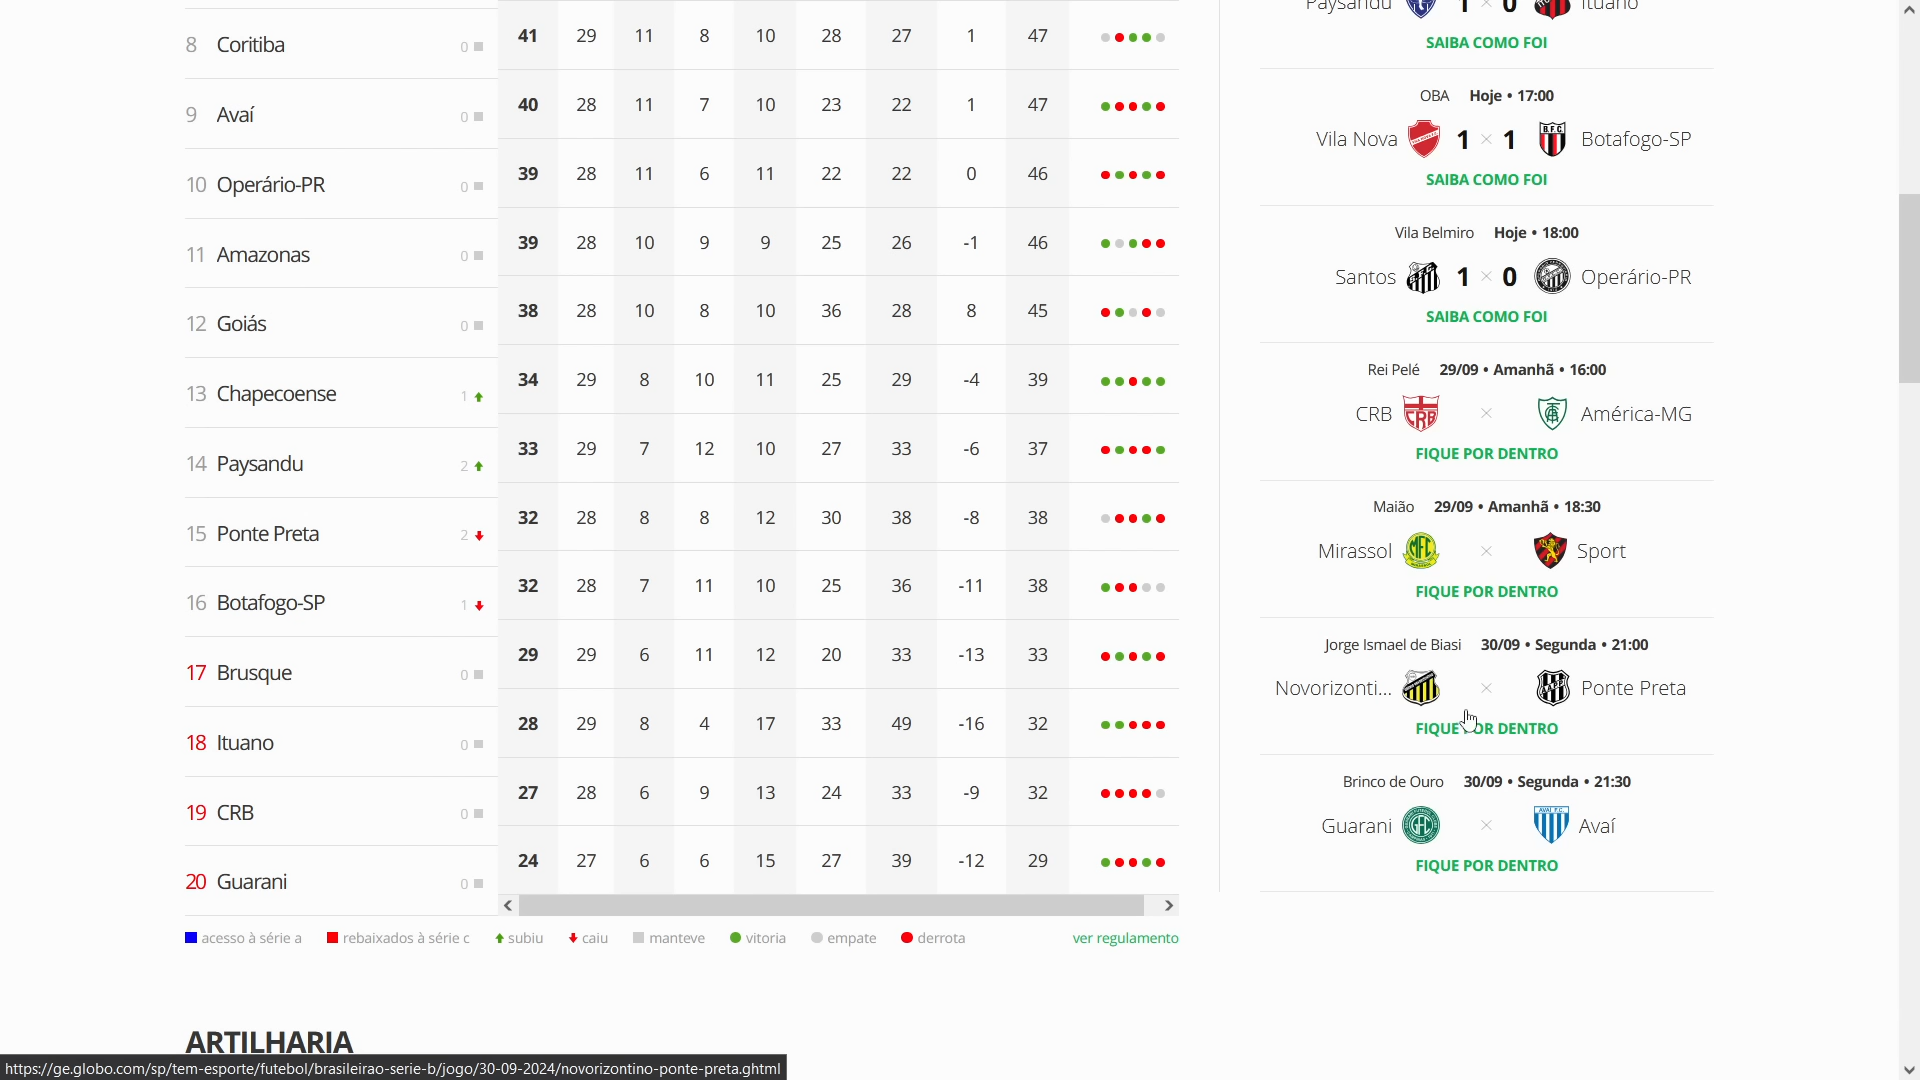 8 Coritiba 0
9 Avaí 0
10 Operário-PR 0
11 Amazonas 0
12 Goiás 0
13 Chapecoense 1
14 Paysandu 2
15 Ponte Preta 2
16 Botafogo-SP 1
17 Brusque 0
18 Ituano 0
19 CRB 0
20 Guarani 0
41 29 11 8 10 28 27 1 47
40 28 11 7 10 23 22 1 47
39 28 11 6 11 22 22 0 46
39 28 10 9 9 25 26 -1 46
38 28 10 8 10 36 28 8 45
34 29 8 10 11 25 29 -4 39
33 29 7 12 10 27 33 -6 37
32 28 8 8 12 30 38 -8 38
32 28 7 11 10 25 36 -11 38
29 29 6 11 12 20 33 -13 33
28 29 8 4 17 33 49 -16 32
27 28 6 9 13 24 33 -9 32
24 27 6 6 15 27 39 -12 29
acesso à série a rebaixados à série c subiu caiu manteve vitoria empate derrota ver regulamento
ARTILHARIA
Paysandu 1 × 0 Ituano
SAIBA COMO FOI
OBA Hoje • 17:00
Vila Nova 1 × 1 B.F.C. Botafogo-SP
SAIBA COMO FOI
Vila Belmiro Hoje • 18:00
Santos 1 × 0 Operário-PR
SAIBA COMO FOI
Rei Pelé 29/09 • Amanhã • 16:00
CRB CRB × América-MG
FIQUE POR DENTRO
Maião 29/09 • Amanhã • 18:30
Mirassol MFC × Sport
FIQUE POR DENTRO
Jorge Ismael de Biasi 30/09 • Segunda • 21:00
Novorizonti... × Ponte Preta
FIQUE POR DENTRO
Brinco de Ouro 30/09 • Segunda • 21:30
Guarani GFC × AVAÍ F.C. Avaí
FIQUE POR DENTRO
https://ge.globo.com/sp/tem-esporte/futebol/brasileirao-serie-b/jogo/30-09-2024/novorizontino-ponte-preta.ghtml